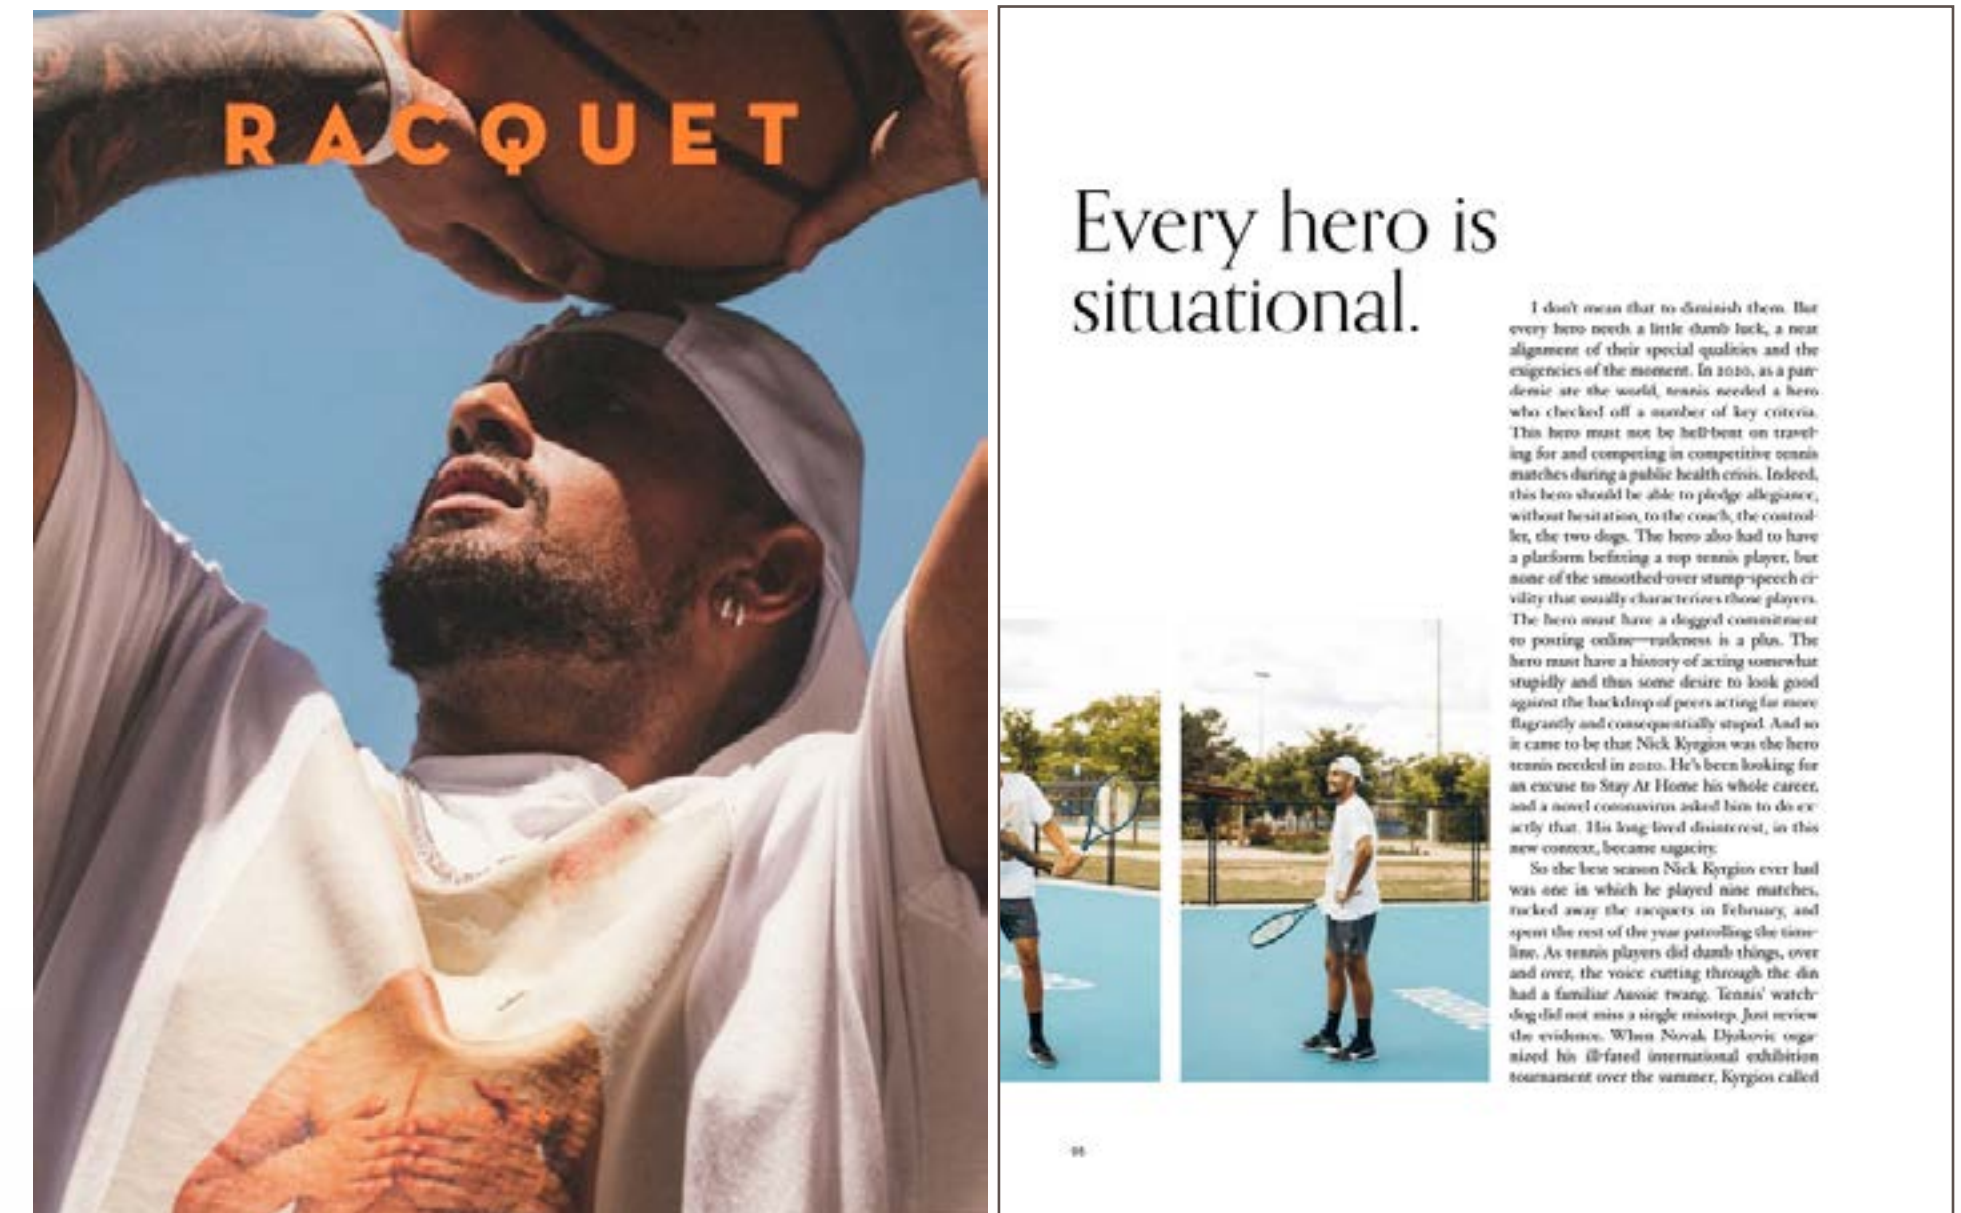 RACQUET
Every hero is
situational.
I don't mean that to diminish them. But
every hero needs a little dumb luck, a neat
alignment of their special qualities and the
exigencies of the moment. In 2020, as a pan-
demic ate the world, tennis needed a hero
who checked off a number of key criteria.
This hero must not be hell-bent on travel-
ing for and competing in competitive tennis
matches during a public health crisis. Indeed,
this hero should be able to pledge allegiance,
without hesitation, to the couch, the control-
ler, the two dogs. The hero also had to have
a platform befitting a top tennis player, but
none of the smoothed-over stump-speech ci-
vility that usually characterizes those players.
The hero must have a dogged commitment
to posting online—rudeness is a plus. The
hero must have a history of acting somewhat
stupidly and thus some desire to look good
against the backdrop of peers acting far more
flagrantly and consequentially stupid. And so
it came to be that Nick Kyrgios was the hero
tennis needed in 2020. He's been looking for
an excuse to Stay At Home his whole career,
and a novel coronavirus asked him to do ex-
actly that. His long-lived disinterest, in this
new context, became sagacity.
So the best season Nick Kyrgios ever had
was one in which he played nine matches,
tucked away the racquets in February, and
spent the rest of the year patrolling the time-
line. As tennis players did dumb things, over
and over, the voice cutting through the din
had a familiar Aussie twang. Tennis' watch-
dog did not miss a single misstep. Just review
the evidence. When Novak Djokovic orga-
nized his ill-fated international exhibition
tournament over the summer, Kyrgios called